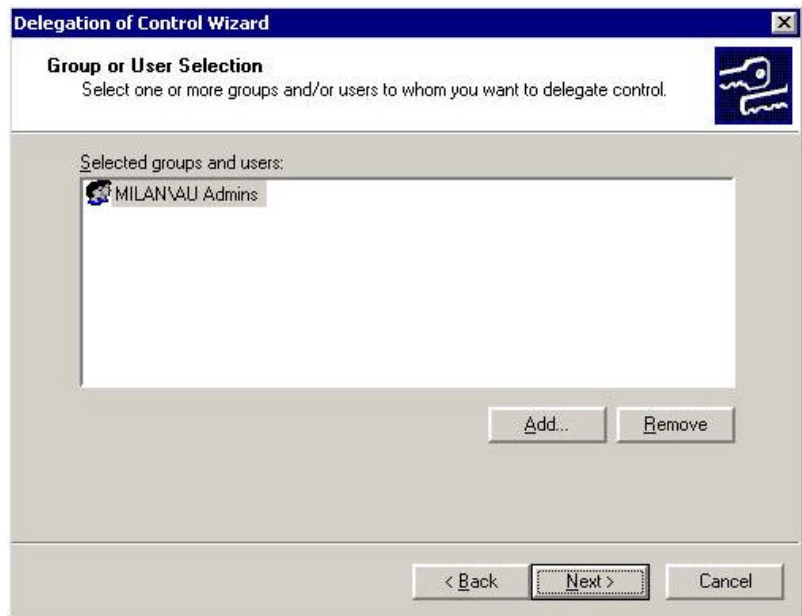 Delegation of Control Wizard
Group or User Selection
Select one or more groups and/or users to whom you want to delegate control.
Selected groups and users:
MILAN\AU Admins
Add...
Remove
< Back
Next >
Cancel